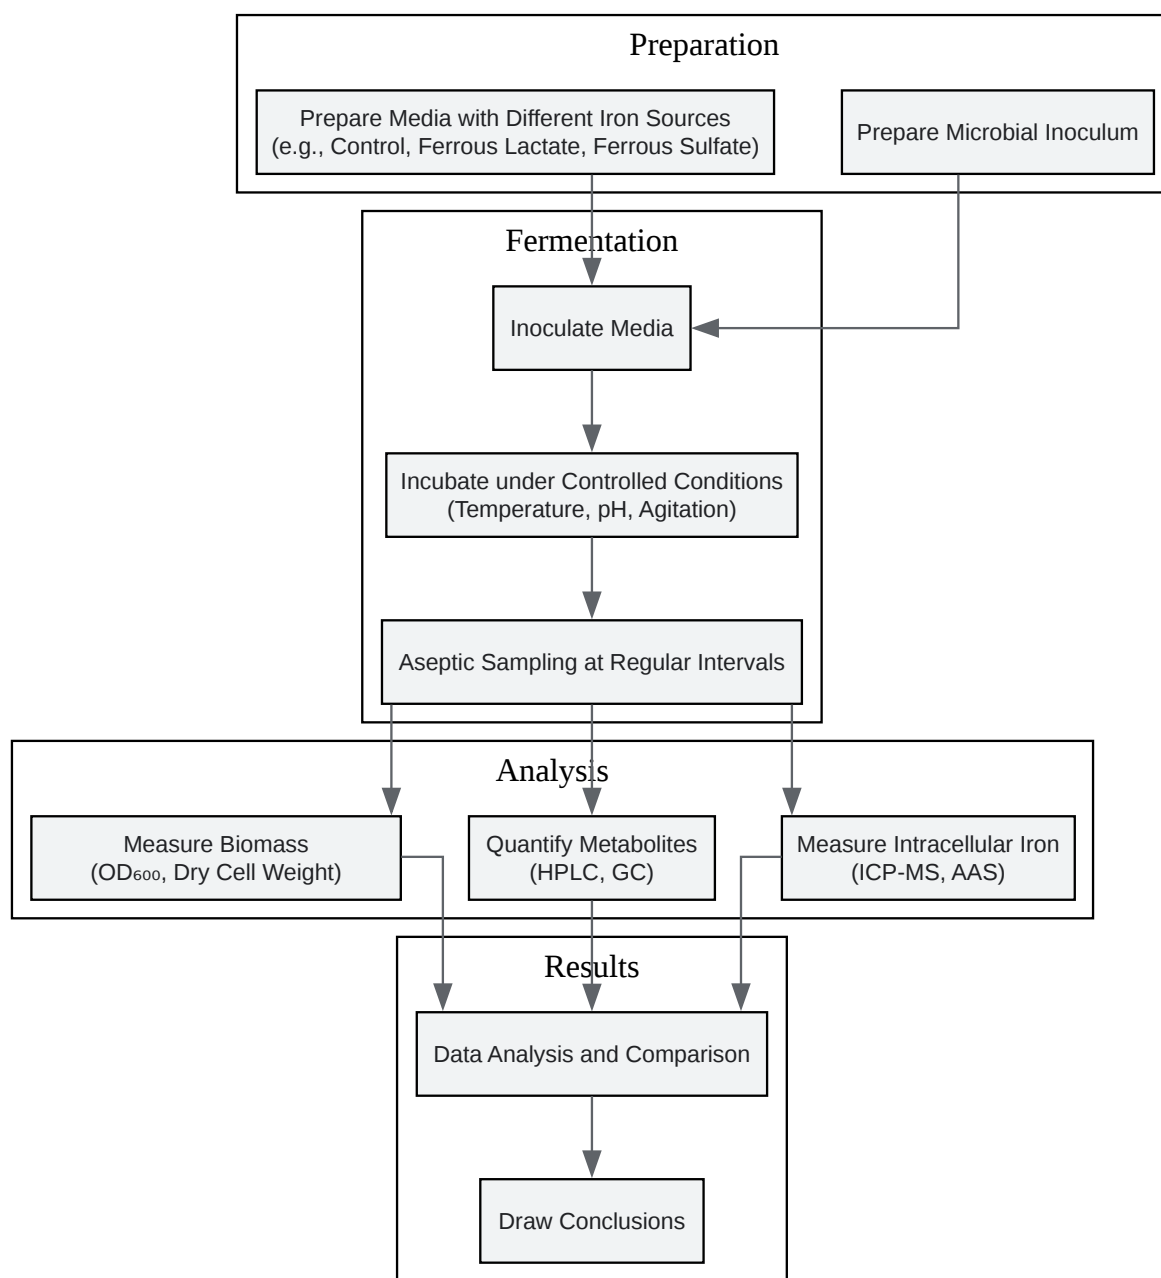 Preparation
Prepare Media with Different Iron Sources
(e.g., Control, Ferrous Lactate, Ferrous Sulfate)
Prepare Microbial Inoculum
Fermentation
Inoculate Media
Incubate under Controlled Conditions
(Temperature, pH, Agitation)
Aseptic Sampling at Regular Intervals
Analysis
Measure Biomass
(OD₆₀₀, Dry Cell Weight)
Quantify Metabolites
(HPLC, GC)
Measure Intracellular Iron
(ICP-MS, AAS)
Results
Data Analysis and Comparison
Draw Conclusions